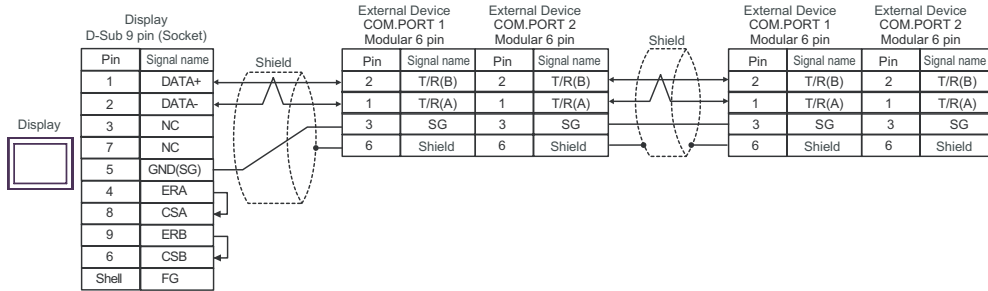 Display
Display
D-Sub 9 pin (Socket)
Pin Signal name
1 DATA+
2 DATA-
3 NC
7 NC
5 GND(SG)
4 ERA
8 CSA
9 ERB
6 CSB
Shell FG
Shield
External Device
COM.PORT 1
Modular 6 pin
External Device
COM.PORT 2
Modular 6 pin
Pin Signal name Pin Signal name
2 T/R(B) 2 T/R(B)
1 T/R(A) 1 T/R(A)
3 SG 3 SG
6 Shield 6 Shield
Shield
External Device
COM.PORT 1
Modular 6 pin
External Device
COM.PORT 2
Modular 6 pin
Pin Signal name Pin Signal name
2 T/R(B) 2 T/R(B)
1 T/R(A) 1 T/R(A)
3 SG 3 SG
6 Shield 6 Shield